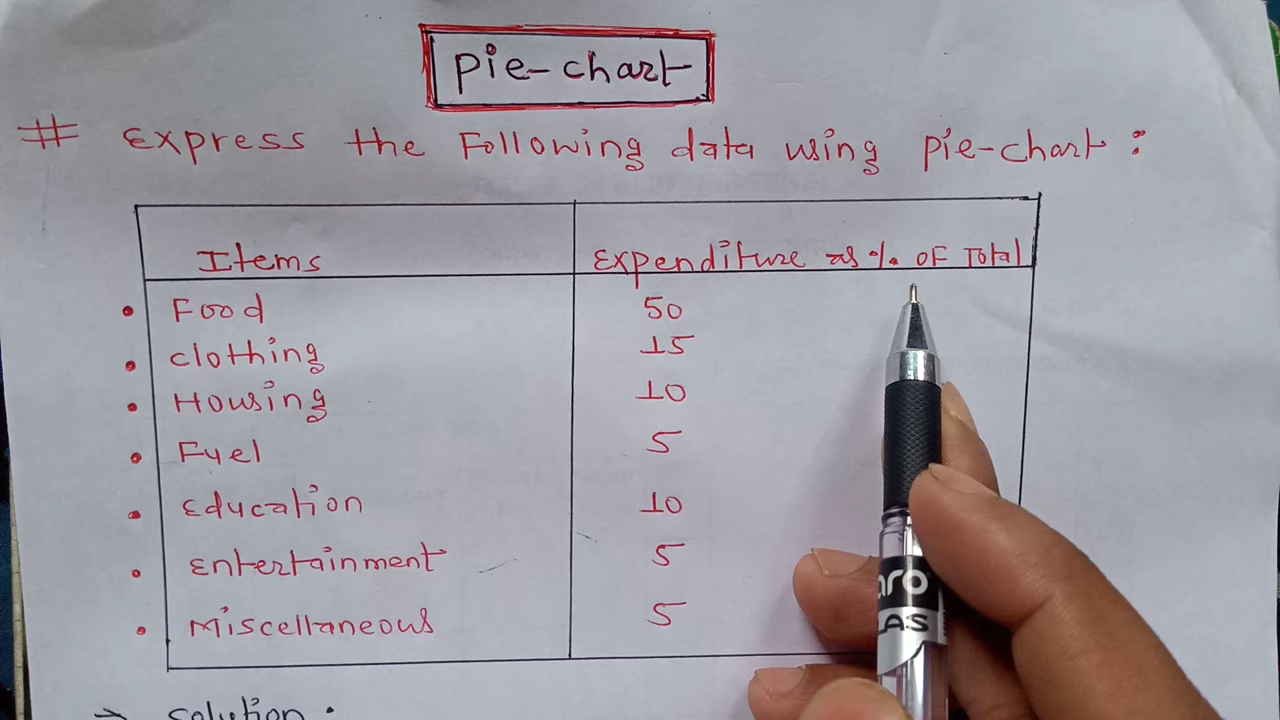 Pie-chart
# Express the Following data using Pie-chart :
Items Expenditure as % OF Total
• Food 50
• clothing 15
• Housing 10
• Fuel 5
• Education 10
• Entertainment 5
• Miscellaneous 5
→ Solution :